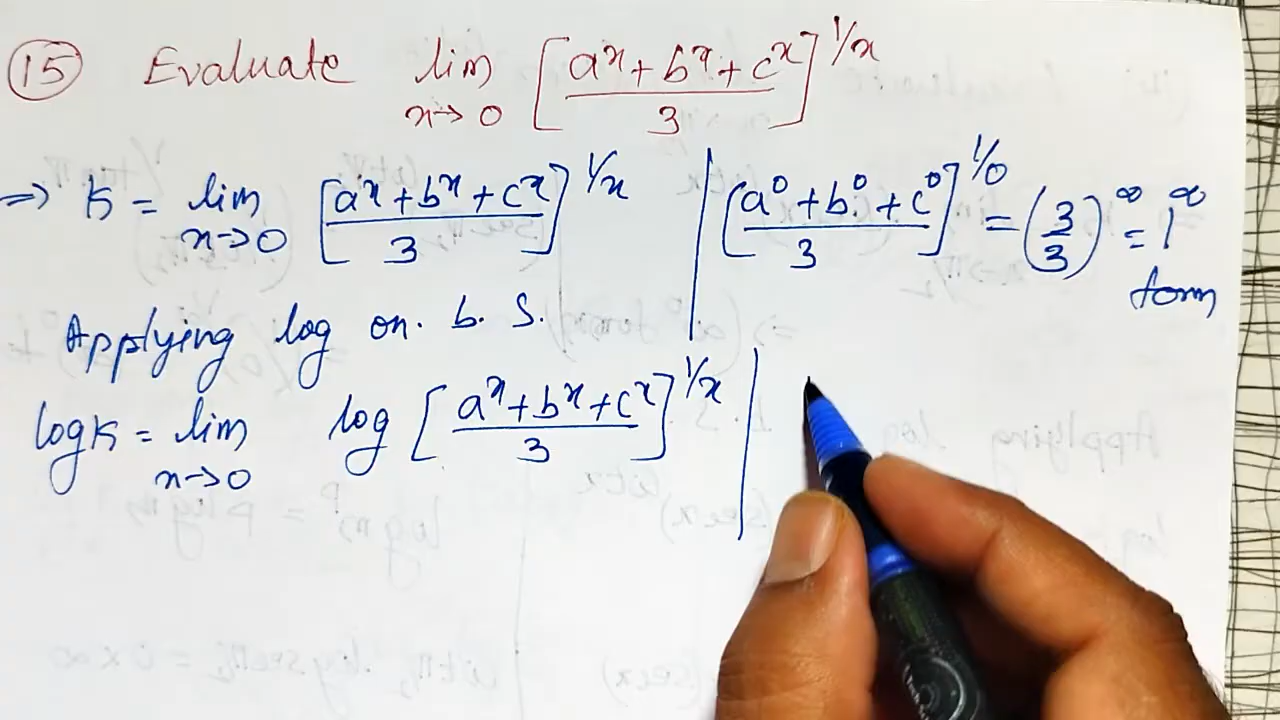 15 Evaluate lim x→0 [(a^x + b^x + c^x)/3]^1/x
⇒ K = lim x→0 [(a^x + b^x + c^x)/3]^1/x | [(a^0 + b^0 + c^0)/3]^1/0 = (3/3)^∞ = 1^∞ form
Applying log on. b. S.
log K = lim x→0 log [(a^x + b^x + c^x)/3]^1/x